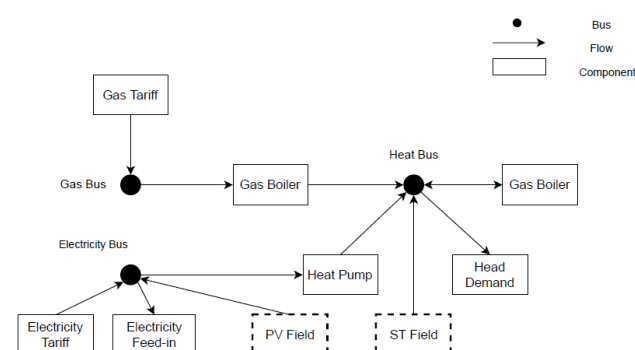 Bus
Flow
Component
Gas Tariff
Heat Bus
Gas Bus
Gas Boiler
Gas Boiler
Electricity Bus
Heat Pump
Head
Demand
Electricity
Tariff
Electricity
Feed-in
PV Field
ST Field